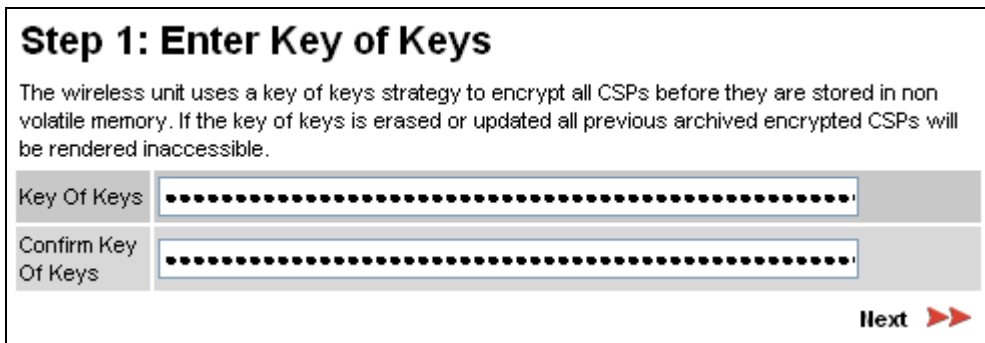 Step 1: Enter Key of Keys
The wireless unit uses a key of keys strategy to encrypt all CSPs before they are stored in non
volatile memory. If the key of keys is erased or updated all previous archived encrypted CSPs will
be rendered inaccessible.
Key Of Keys
Confirm Key
Of Keys
Next